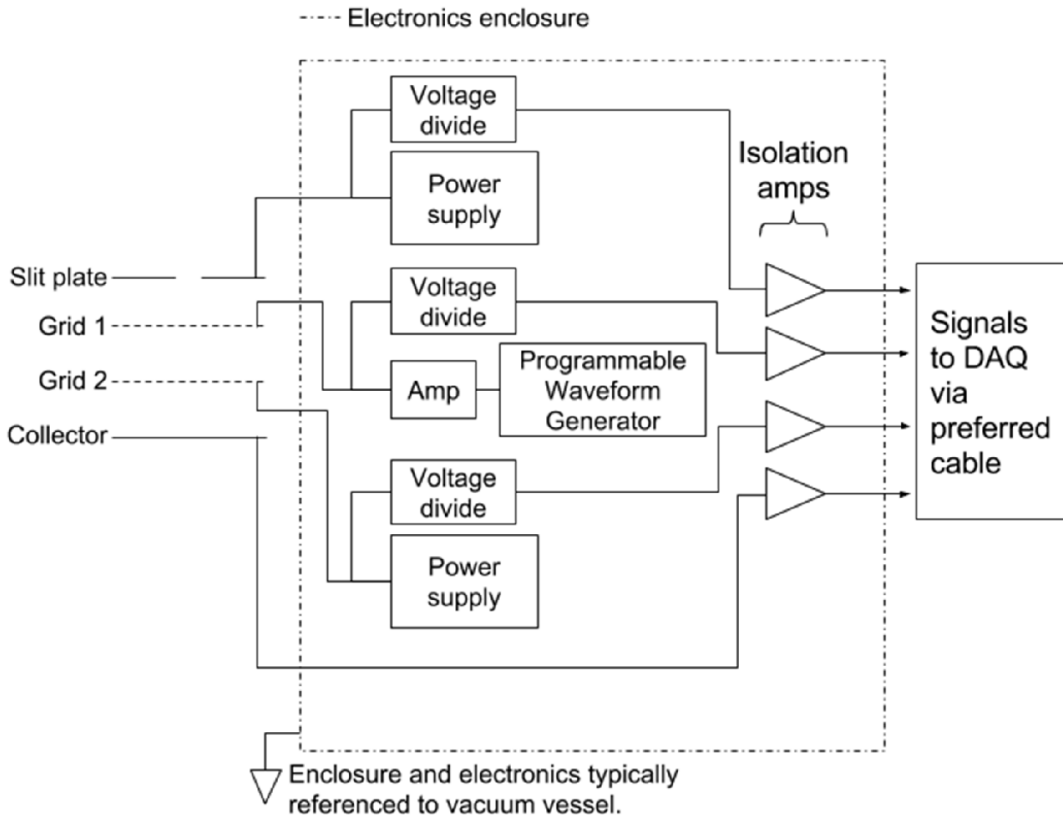 Electronics enclosure
Voltage
divide
Power
supply
Isolation
amps
Slit plate
Grid 1
Grid 2
Collector
Voltage
divide
Amp
Programmable
Waveform
Generator
Voltage
divide
Power
supply
Signals
to DAQ
via
preferred
cable
Enclosure and electronics typically
referenced to vacuum vessel.